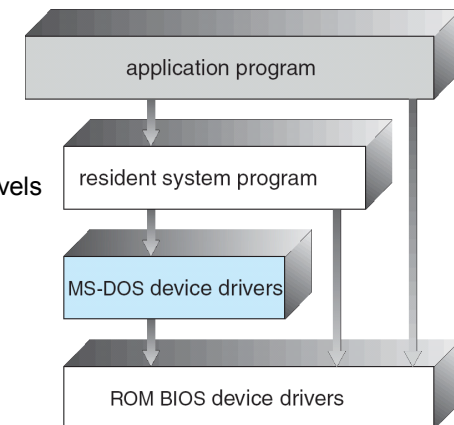 application program
resident system program
MS-DOS device drivers
ROM BIOS device drivers